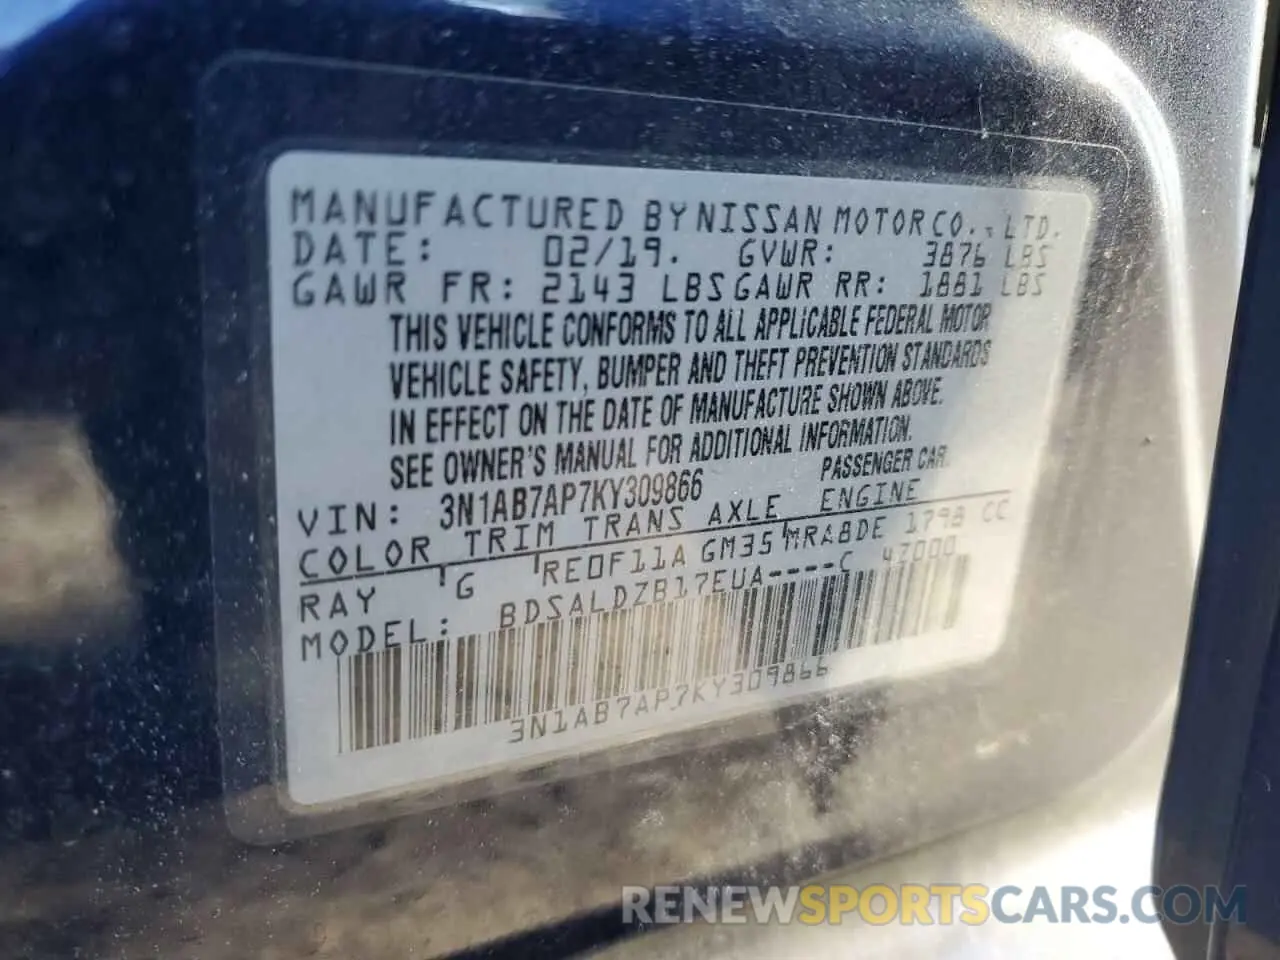 MANUFACTURED BY NISSAN MOTOR CO., LTD.
DATE: 02/19. GVWR: 3876 LBS
GAWR FR: 2143 LBS GAWR RR: 1881 LBS
THIS VEHICLE CONFORMS TO ALL APPLICABLE FEDERAL MOTOR
VEHICLE SAFETY, BUMPER AND THEFT PREVENTION STANDARDS
IN EFFECT ON THE DATE OF MANUFACTURE SHOWN ABOVE.
SEE OWNER'S MANUAL FOR ADDITIONAL INFORMATION.
VIN: 3N1AB7AP7KY309866 PASSENGER CAR.
COLOR TRIM TRANS AXLE ENGINE
RAY G RE0F11A GM35 MRA8DE 1798 CC
MODEL: BDSALDZB17EUA----C 47000
3N1AB7AP7KY309866
RENEWSPORTSCARS.COM